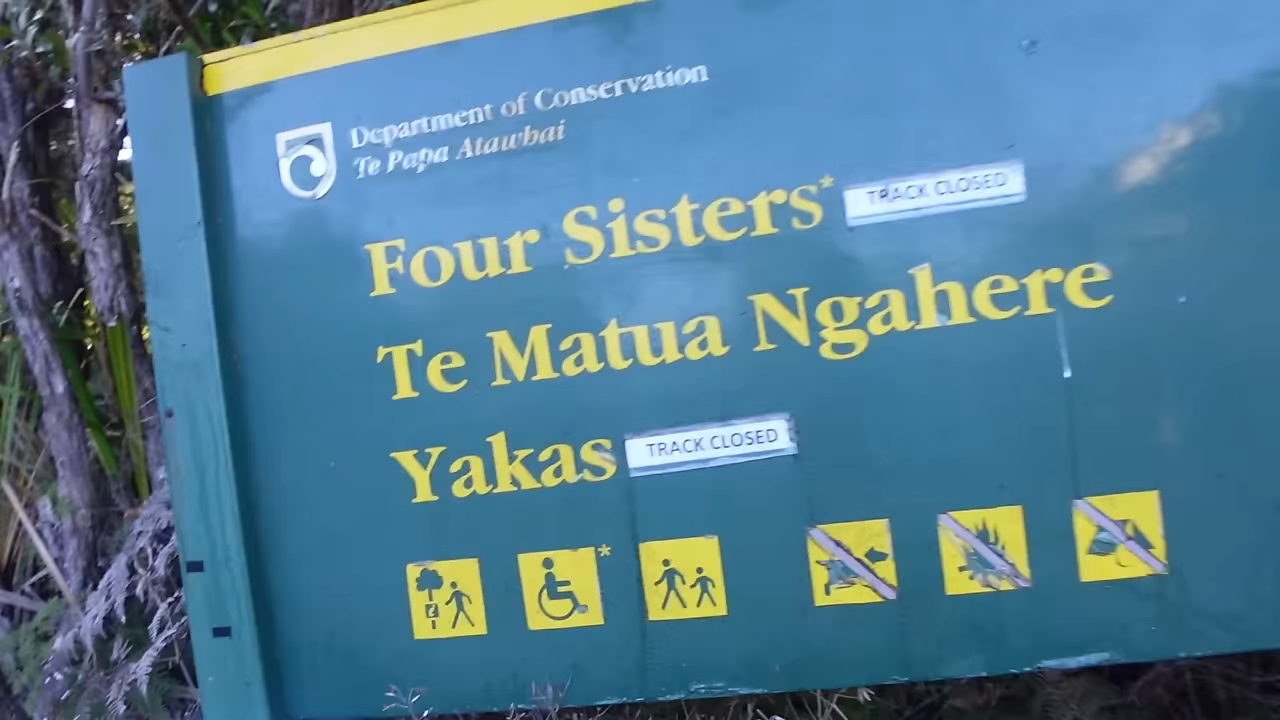 Department of Conservation
Te Papa Atawhai
Four Sisters* TRACK CLOSED
Te Matua Ngahere
Yakas TRACK CLOSED
*